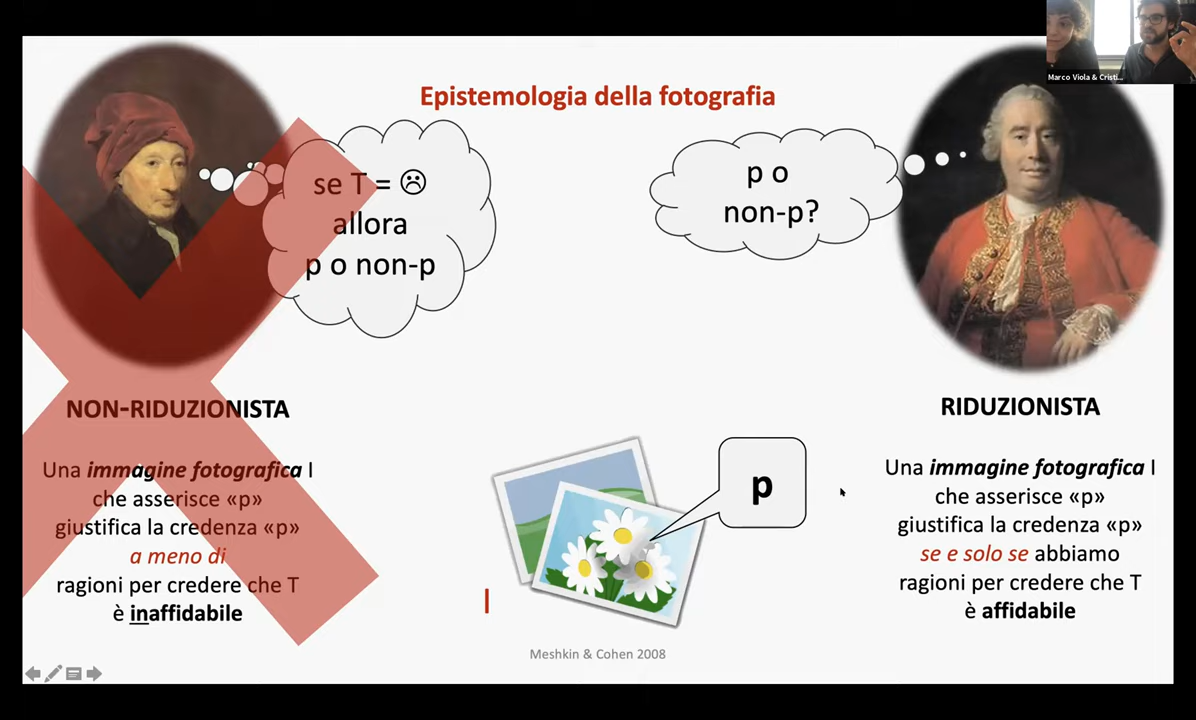 Marco Viola & Cristi...
Epistemologia della fotografia
se T = ☹
allora
p o non-p
p o
non-p?
NON-RIDUZIONISTA
Una immagine fotografica I
che asserisce «p»
giustifica la credenza «p»
a meno di
ragioni per credere che T
è inaffidabile
p
I
Meshkin & Cohen 2008
RIDUZIONISTA
Una immagine fotografica I
che asserisce «p»
giustifica la credenza «p»
se e solo se abbiamo
ragioni per credere che T
è affidabile